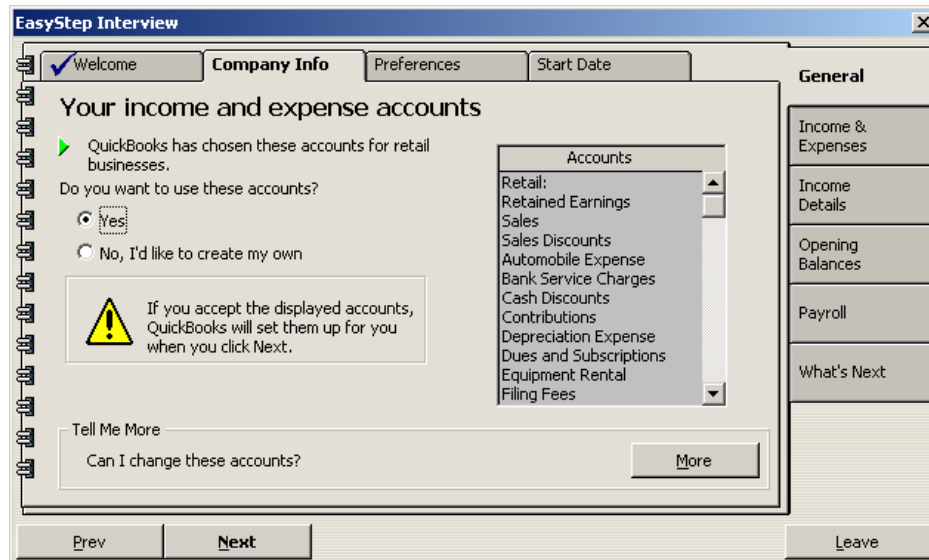 EasyStep Interview
Welcome
Company Info
Preferences
Start Date
General
Income &
Expenses
Income
Details
Opening
Balances
Payroll
What's Next
Your income and expense accounts
QuickBooks has chosen these accounts for retail
businesses.
Do you want to use these accounts?
Yes
No, I'd like to create my own
If you accept the displayed accounts,
QuickBooks will set them up for you
when you click Next.
Accounts
Retail:
Retained Earnings
Sales
Sales Discounts
Automobile Expense
Bank Service Charges
Cash Discounts
Contributions
Depreciation Expense
Dues and Subscriptions
Equipment Rental
Filing Fees
Tell Me More
Can I change these accounts?
More
Prev
Next
Leave